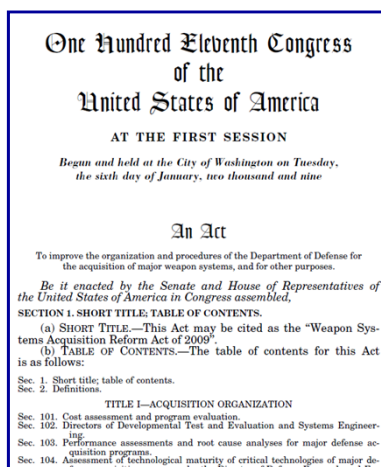 One Hundred Eleventh Congress
of the
United States of America
AT THE FIRST SESSION
Begun and held at the City of Washington on Tuesday,
the sixth day of January, two thousand and nine
An Act
To improve the organization and procedures of the Department of Defense for
the acquisition of major weapon systems, and for other purposes.
Be it enacted by the Senate and House of Representatives of
the United States of America in Congress assembled,
SECTION 1. SHORT TITLE; TABLE OF CONTENTS.
(a) SHORT TITLE.—This Act may be cited as the “Weapon Sys-
tems Acquisition Reform Act of 2009”.
(b) TABLE OF CONTENTS.—The table of contents for this Act
is as follows:
Sec. 1. Short title; table of contents.
Sec. 2. Definitions.
TITLE I—ACQUISITION ORGANIZATION
Sec. 101. Cost assessment and program evaluation.
Sec. 102. Directors of Developmental Test and Evaluation and Systems Engineer-
ing.
Sec. 103. Performance assessments and root cause analyses for major defense ac-
quisition programs.
Sec. 104. Assessment of technological maturity of critical technologies of major de-